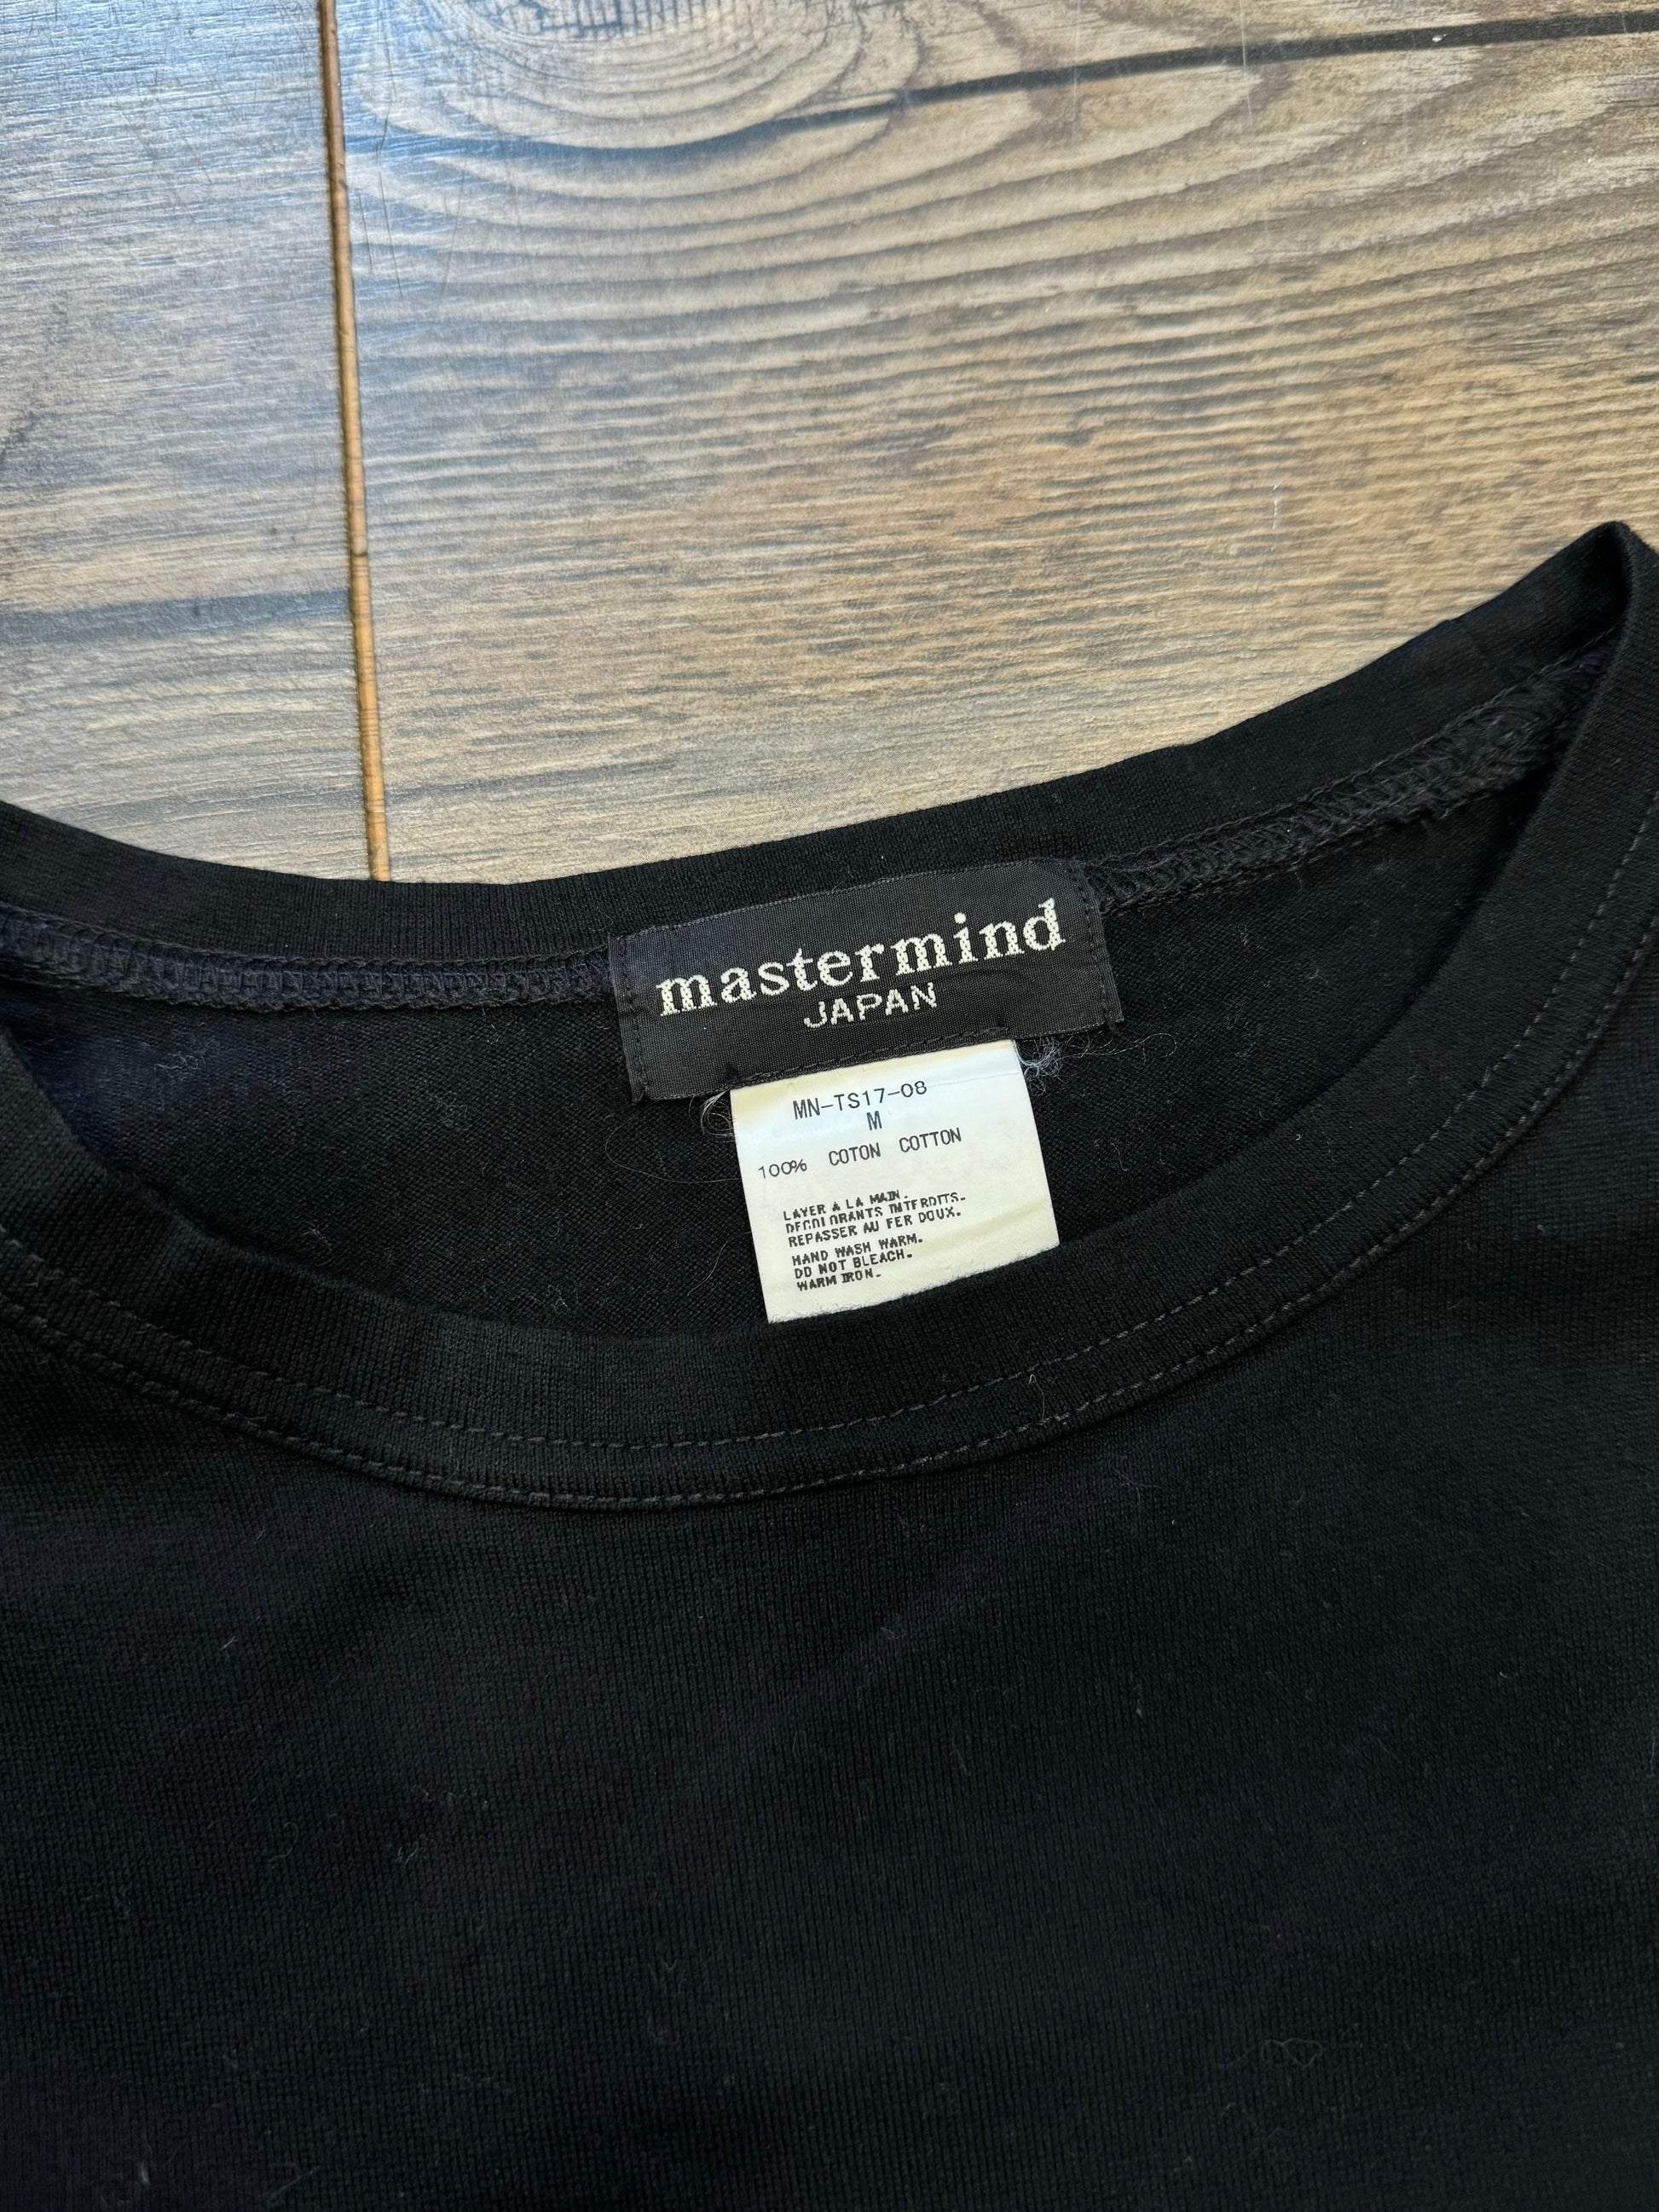 mastermind
JAPAN
MN-TS17-08
M
100% COTON COTTON
LAVER A LA MAIN.
DECOLORANTS INTERDITS.
REPASSER AU FER DOUX.
HAND WASH WARM.
DO NOT BLEACH.
WARM IRON.